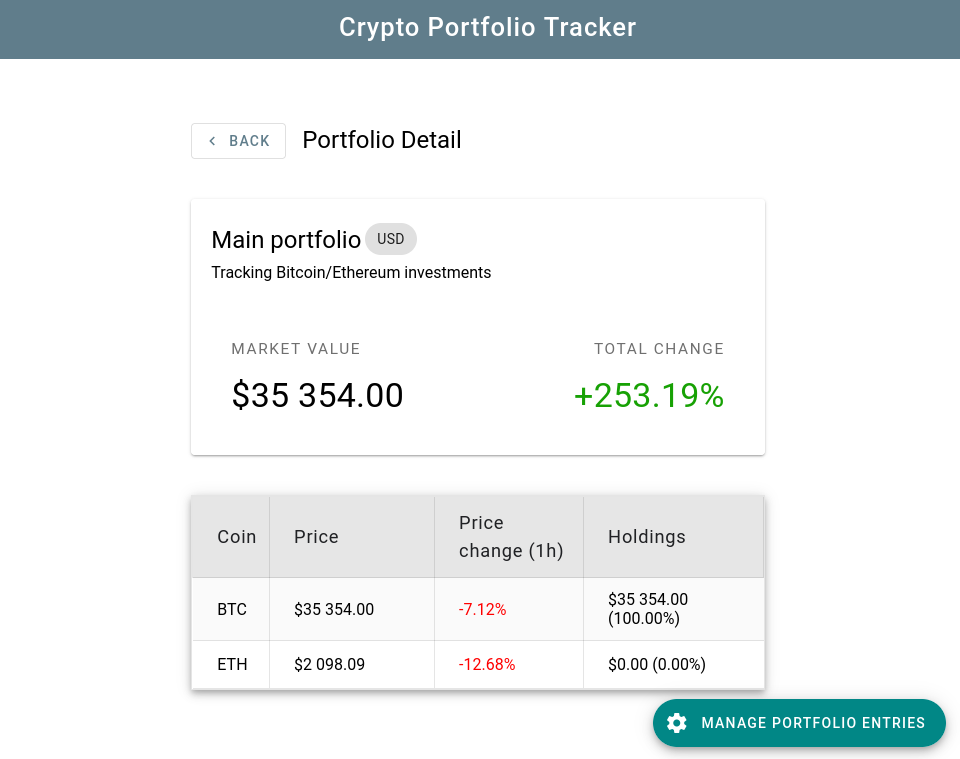 Crypto Portfolio Tracker
BACK
Portfolio Detail
Main portfolio USD
Tracking Bitcoin/Ethereum investments
MARKET VALUE
TOTAL CHANGE
$35 354.00
+253.19%
Coin
Price
Price
change (1h)
Holdings
BTC
$35 354.00
-7.12%
$35 354.00
(100.00%)
ETH
$2 098.09
-12.68%
$0.00 (0.00%)
MANAGE PORTFOLIO ENTRIES